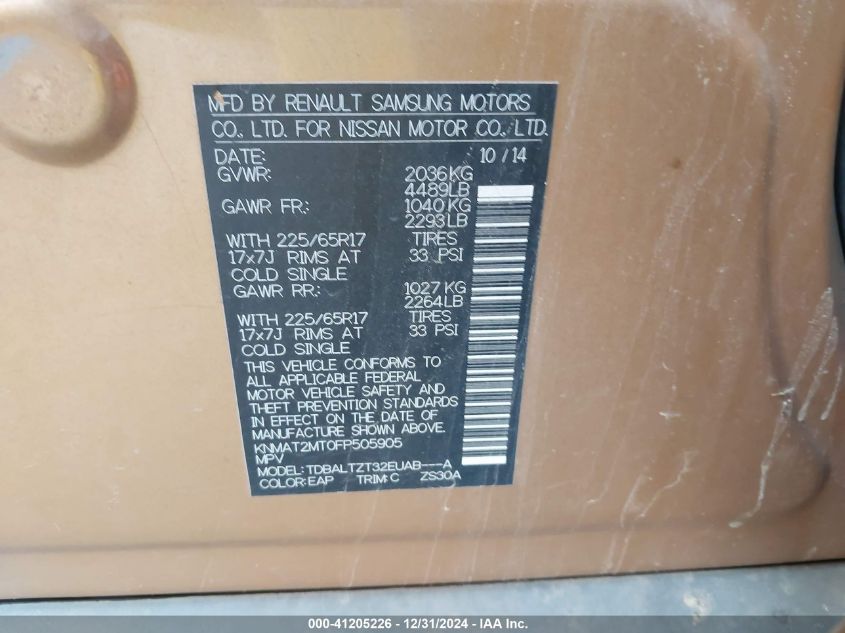 MFD BY RENAULT SAMSUNG MOTORS
CO., LTD. FOR NISSAN MOTOR CO., LTD.
DATE: 10 / 14
GVWR: 2036KG
4489LB
GAWR FR.: 1040KG
2293LB
WITH 225/65R17 TIRES
17x7J RIMS AT 33 PSI
COLD SINGLE
GAWR RR.: 1027KG
2264LB
WITH 225/65R17 TIRES
17x7J RIMS AT 33 PSI
COLD SINGLE
THIS VEHICLE CONFORMS TO
ALL APPLICABLE FEDERAL
MOTOR VEHICLE SAFETY AND
THEFT PREVENTION STANDARDS
IN EFFECT ON THE DATE OF
MANUFACTURE SHOWN ABOVE.
KNMAT2MT0FP505905
MPV
MODEL: TDBALTZT32EUAB---A
COLOR: EAP TRIM: C ZS30A
000-41205226 - 12/31/2024 - IAA Inc.